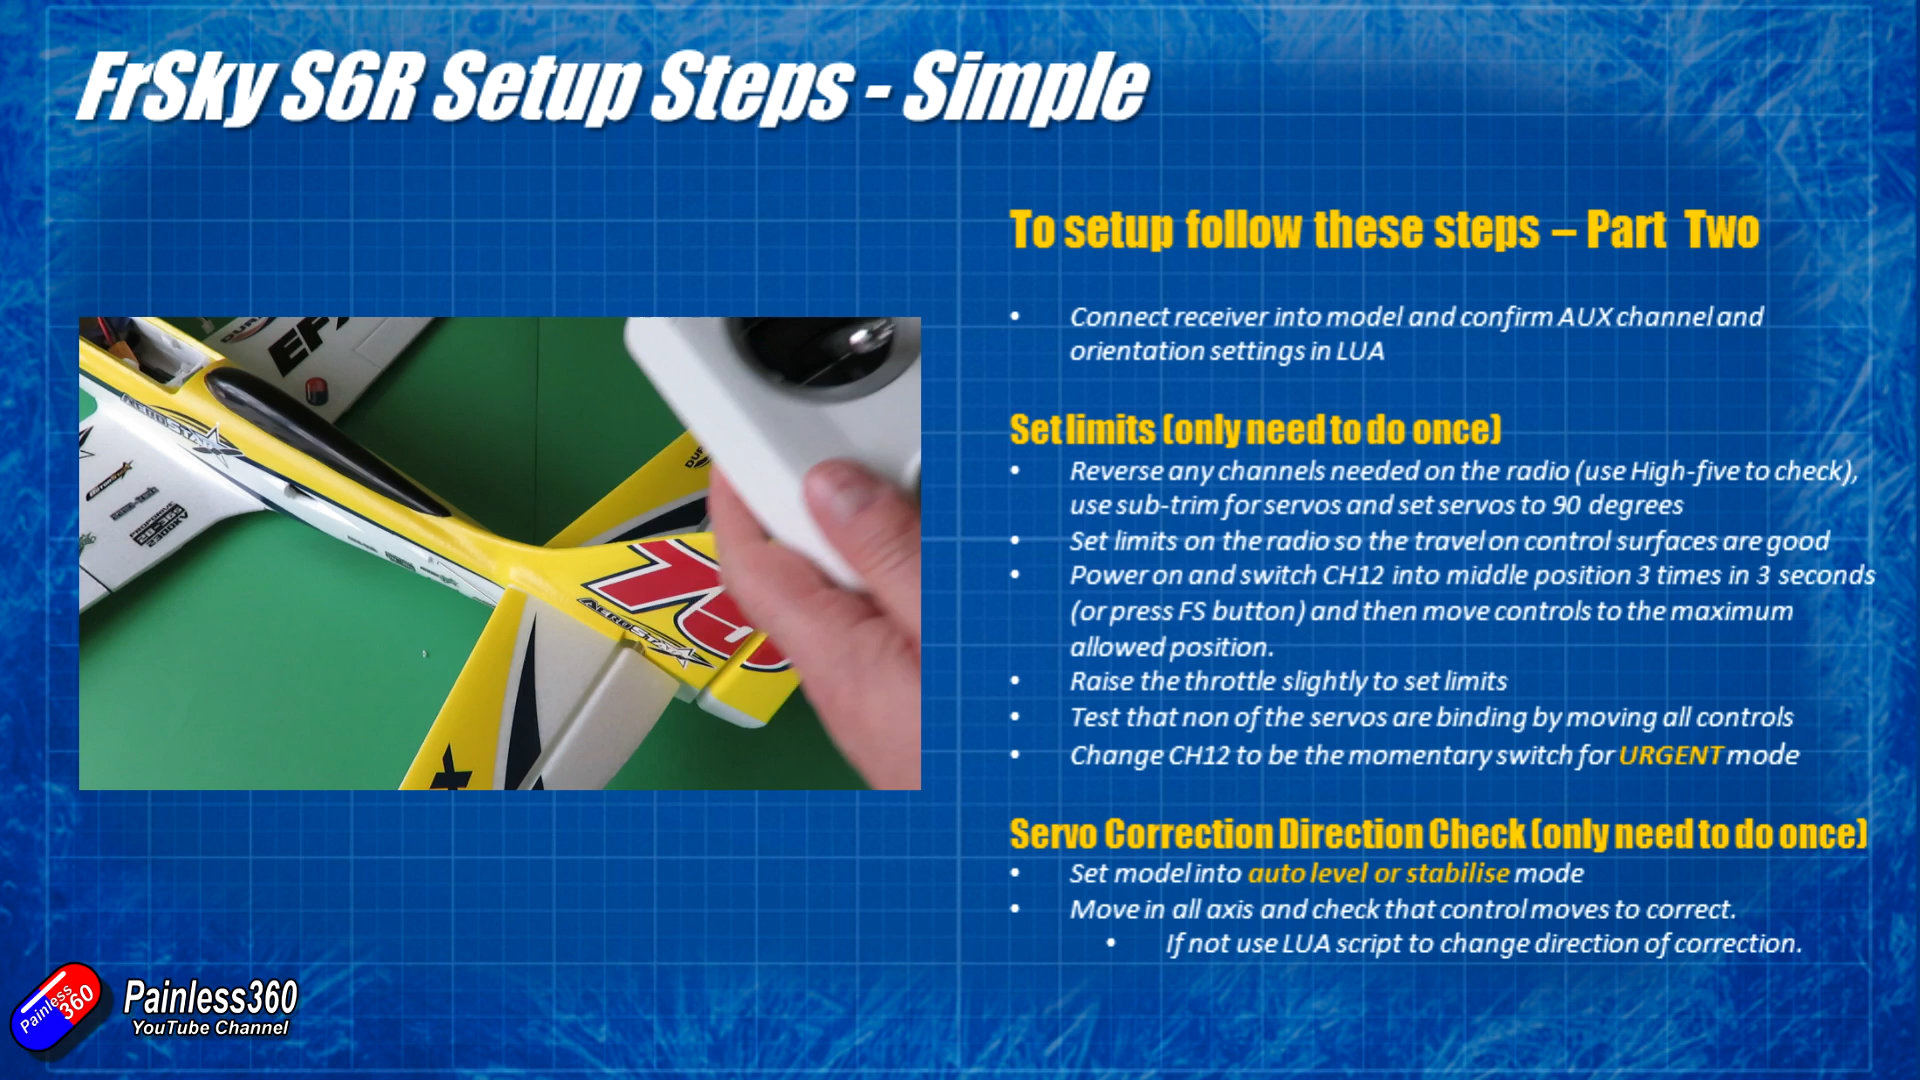 FrSky S6R Setup Steps - Simple
To setup follow these steps – Part Two
• Connect receiver into model and confirm AUX channel and
orientation settings in LUA
Set limits (only need to do once)
• Reverse any channels needed on the radio (use High-five to check),
use sub-trim for servos and set servos to 90 degrees
• Set limits on the radio so the travel on control surfaces are good
• Power on and switch CH12 into middle position 3 times in 3 seconds
(or press FS button) and then move controls to the maximum
allowed position.
• Raise the throttle slightly to set limits
• Test that non of the servos are binding by moving all controls
• Change CH12 to be the momentary switch for URGENT mode
Servo Correction Direction Check (only need to do once)
• Set model into auto level or stabilise mode
• Move in all axis and check that control moves to correct.
• If not use LUA script to change direction of correction.
EF
AEROSTAR
AEROSTAR
Painless
360
Painless360
YouTube Channel